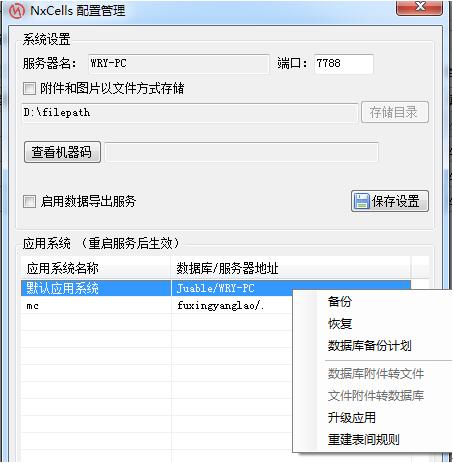 NxCells 配置管理
系统设置
服务器名： WRY-PC 端口： 7788
附件和图片以文件方式存储
D:\filepath 存储目录
查看机器码
启用数据导出服务 保存设置
应用系统 （重启服务后生效）
应用系统名称 数据库/服务器地址
默认应用系统 Juable/WRY-PC
mc fuxingyanglao/.
备份
恢复
数据库备份计划
数据库附件转文件
文件附件转数据库
升级应用
重建表间规则